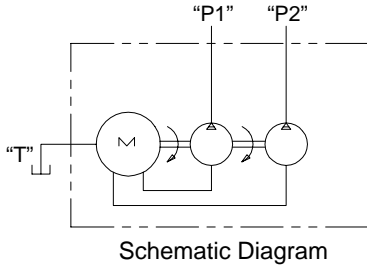 “P1” “P2”
M
“T”
Schematic Diagram